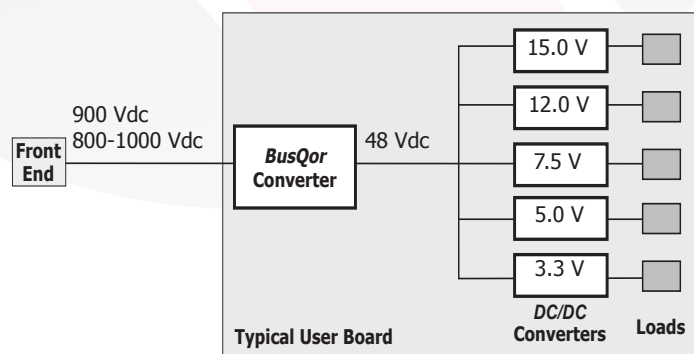 900 Vdc
800-1000 Vdc
Front
End
BusQor
Converter
48 Vdc
15.0 V
12.0 V
7.5 V
5.0 V
3.3 V
DC/DC
Converters
Loads
Typical User Board